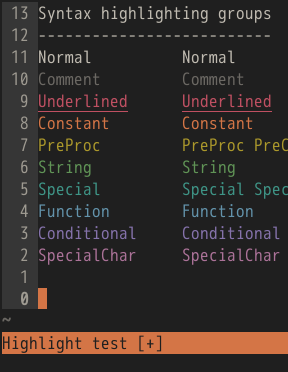 13 Syntax highlighting groups
12 --------------------------
11 Normal Normal
10 Comment Comment
9 Underlined Underlined
8 Constant Constant
7 PreProc PreProc PreC
6 String String
5 Special Special Spec
4 Function Function
3 Conditional Conditional
2 SpecialChar SpecialChar
1
0
~
Highlight test [+]